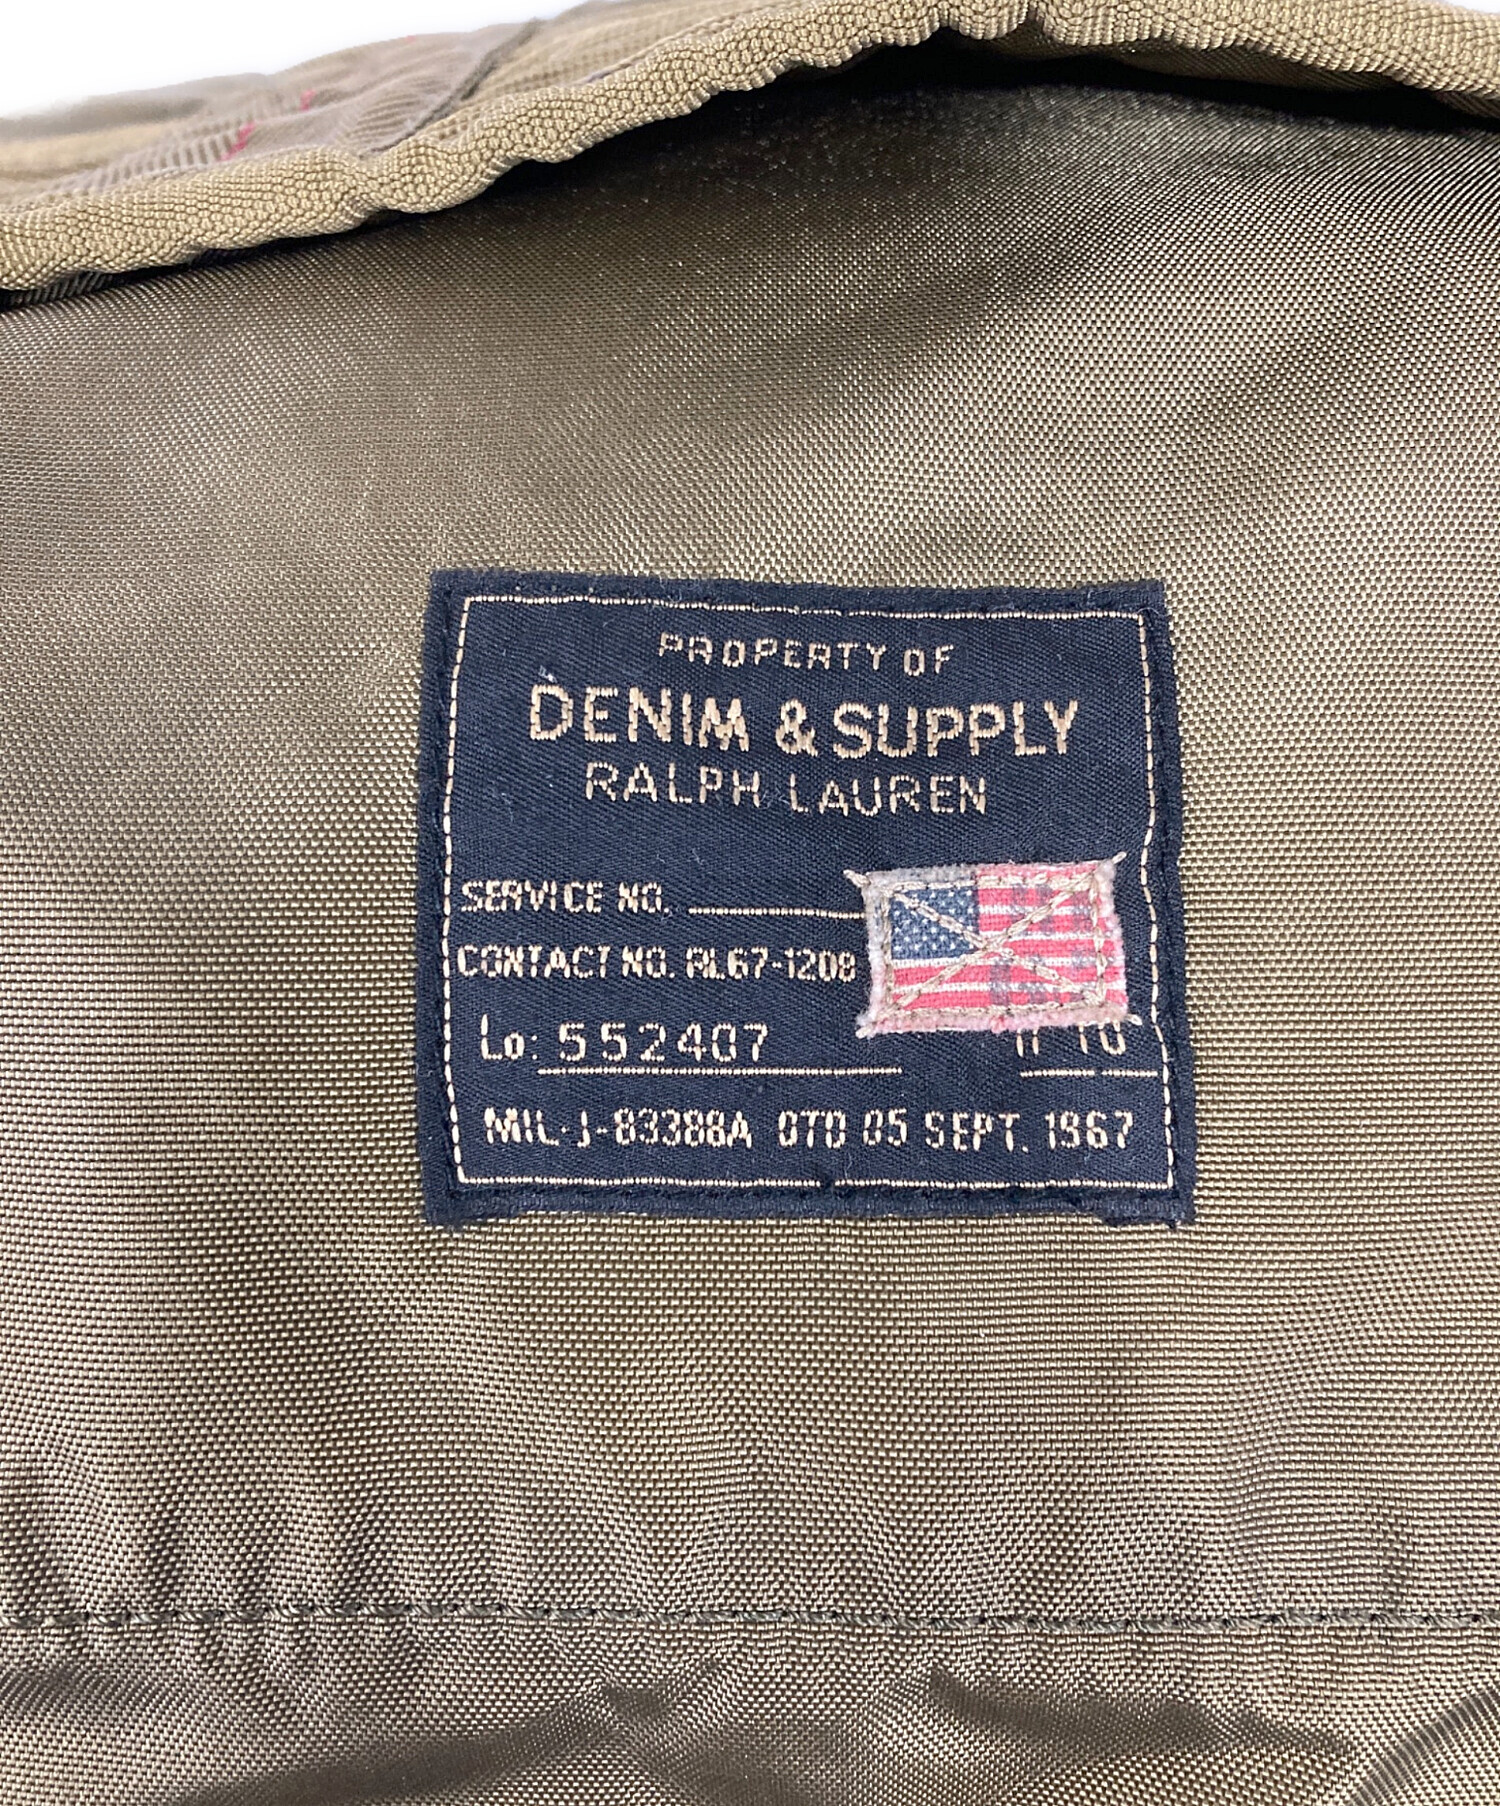 PROPERTY OF
DENIM & SUPPLY
RALPH LAUREN
SERVICE NO.
CONTACT NO. RL67-1208
Lo: 552407
MIL-J-83388A OTD 05 SEPT. 1967